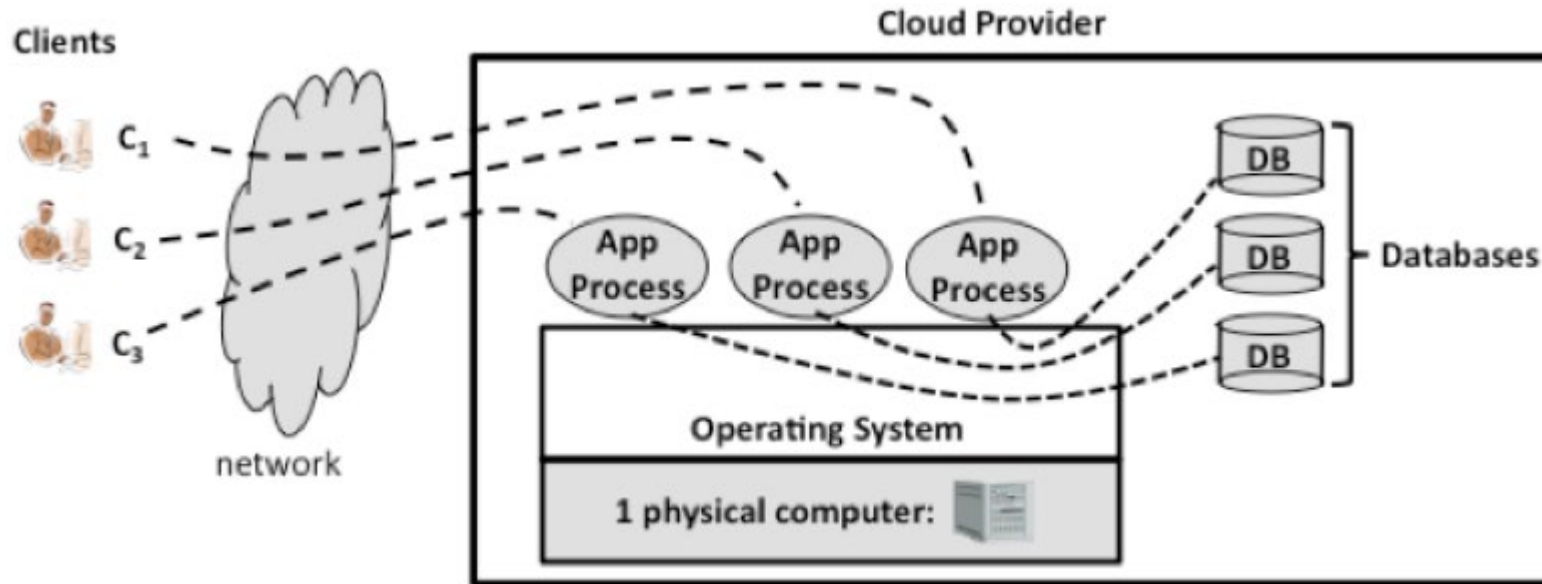 Cloud Provider
Clients
C₁
C₂
C₃
network
App
Process
App
Process
App
Process
DB
DB
DB
Databases
Operating System
1 physical computer: